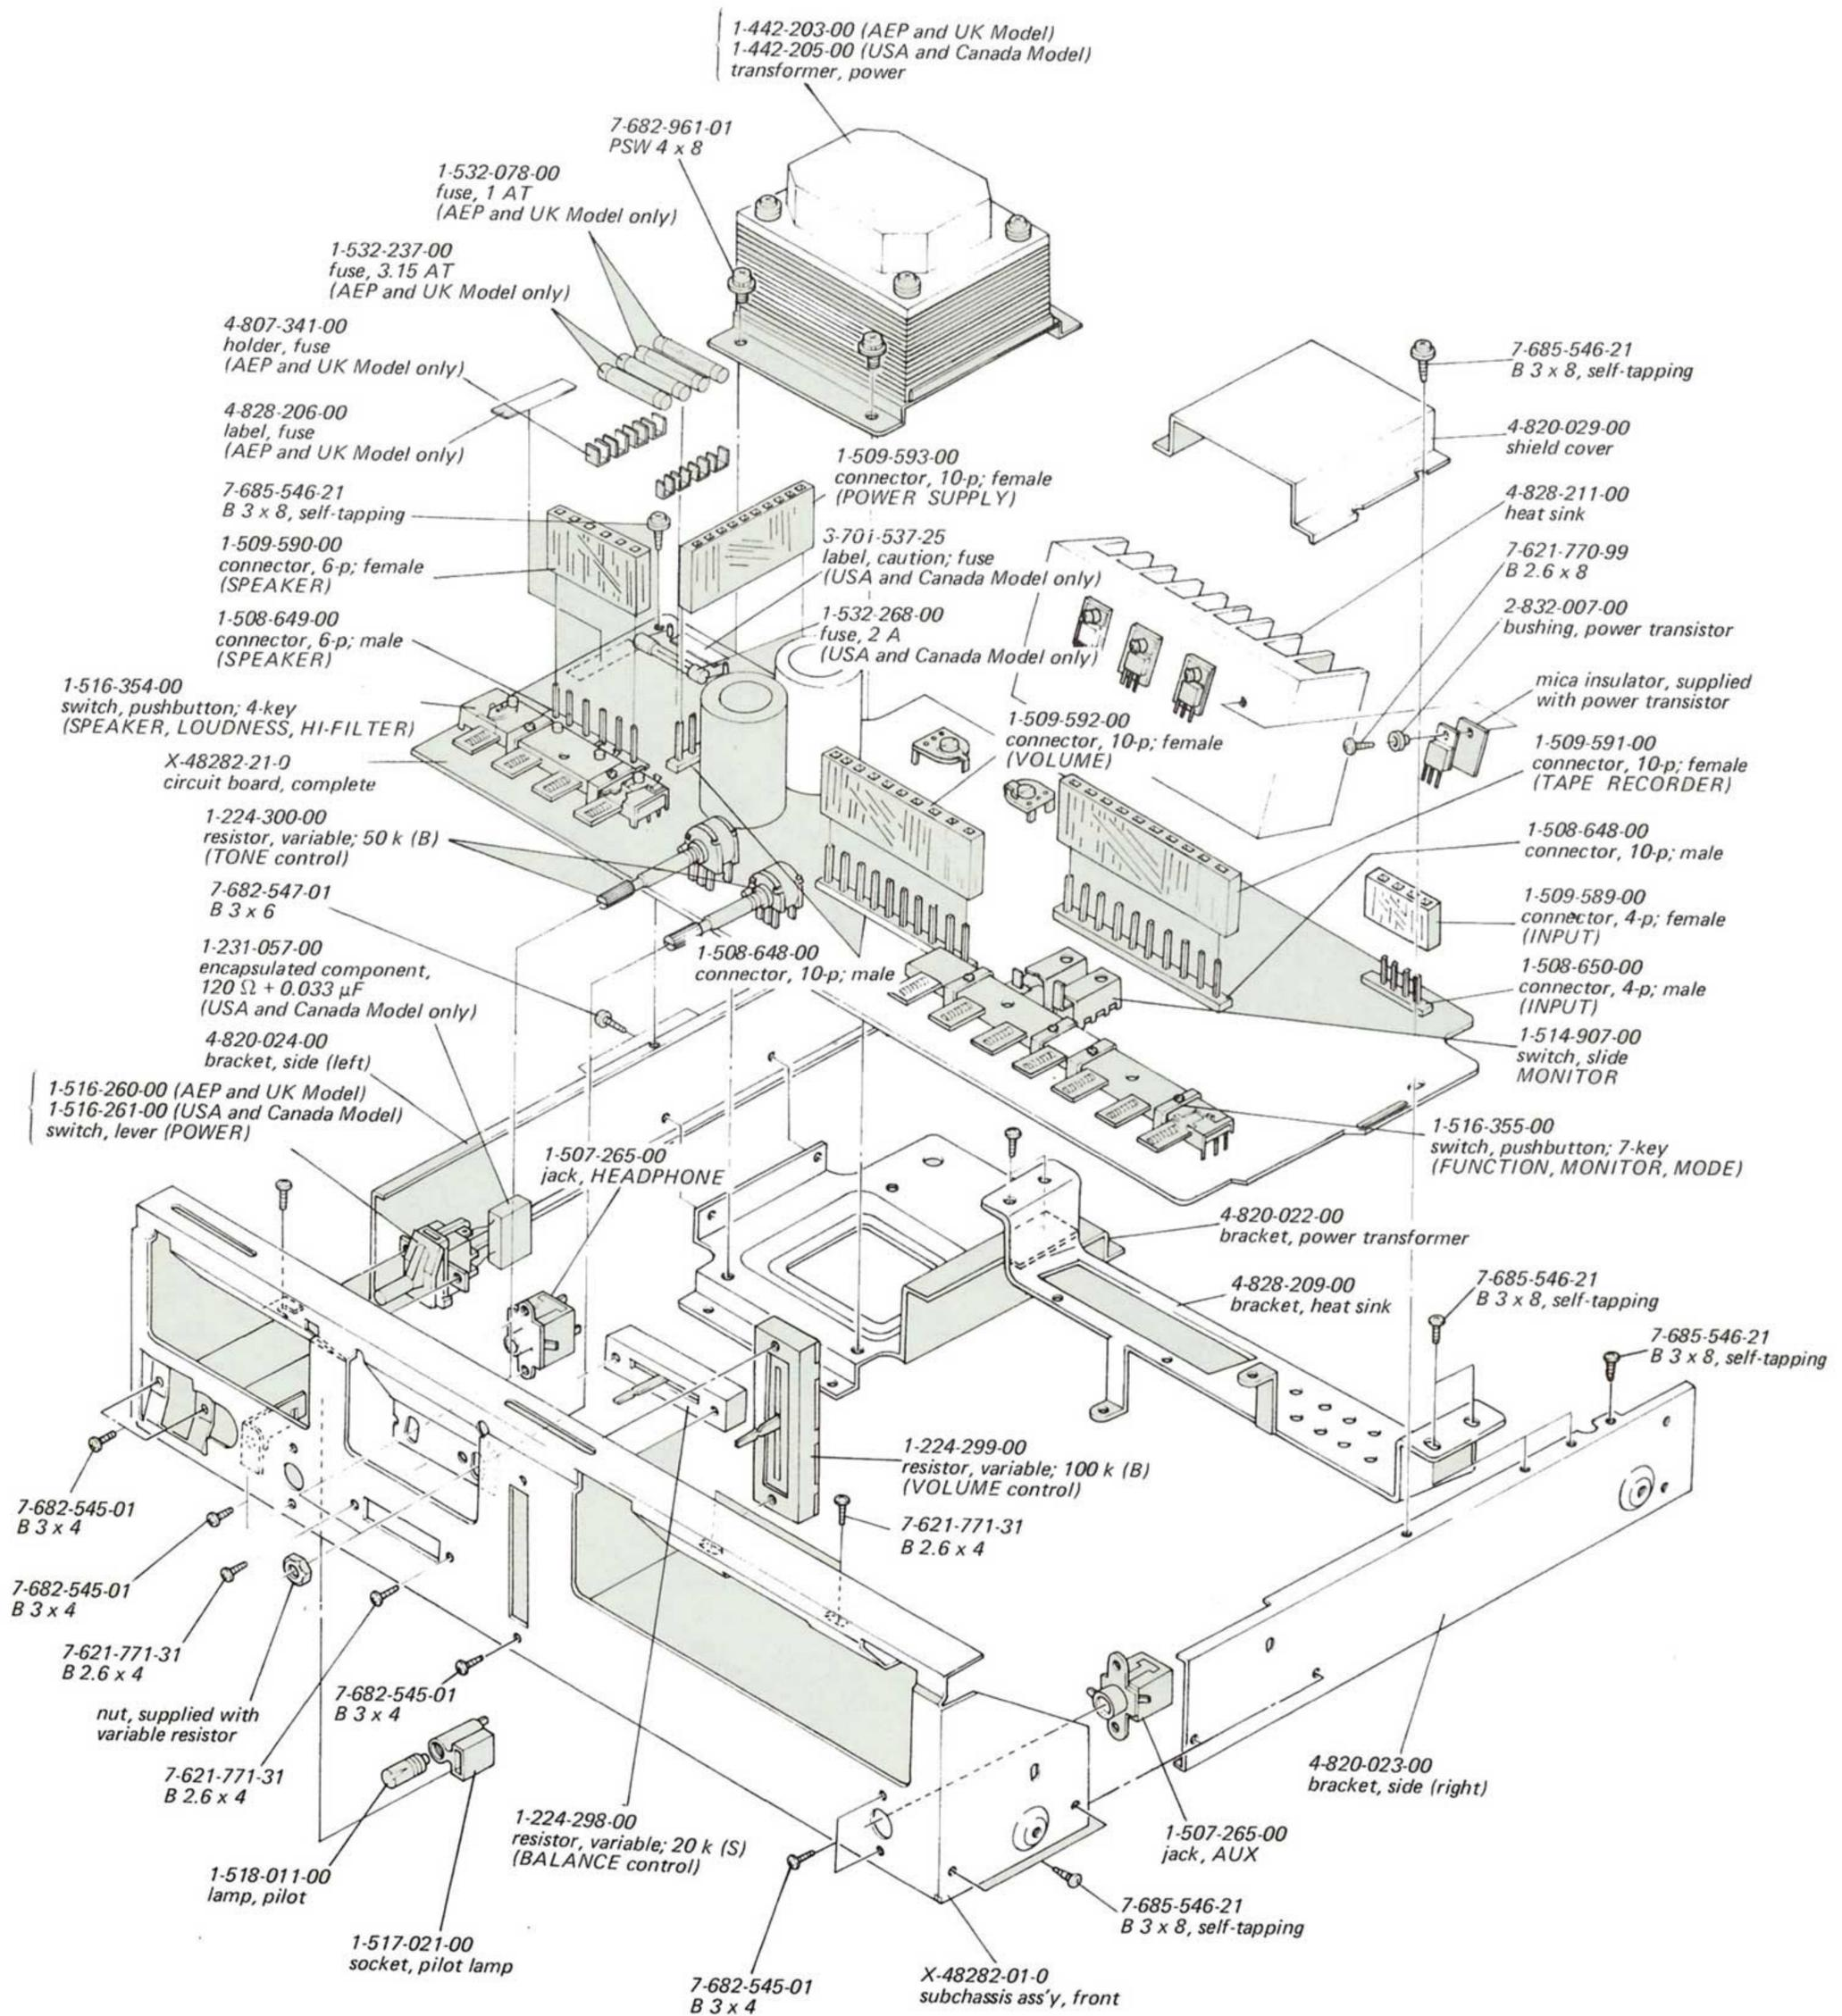 1-442-203-00 (AEP and UK Model)
1-442-205-00 (USA and Canada Model)
transformer, power
7-682-961-01
PSW 4 x 8
1-532-078-00
fuse, 1 AT
(AEP and UK Model only)
1-532-237-00
fuse, 3.15 AT
(AEP and UK Model only)
4-807-341-00
holder, fuse
(AEP and UK Model only)
4-828-206-00
label, fuse
(AEP and UK Model only)
7-685-546-21
B 3 x 8, self-tapping
1-509-590-00
connector, 6-p; female
(SPEAKER)
1-508-649-00
connector, 6-p; male
(SPEAKER)
1-516-354-00
switch, pushbutton; 4-key
(SPEAKER, LOUDNESS, HI-FILTER)
X-48282-21-0
circuit board, complete
1-224-300-00
resistor, variable; 50 k (B)
(TONE control)
7-682-547-01
B 3 x 6
1-231-057-00
encapsulated component,
120 Ω + 0.033 μF
(USA and Canada Model only)
4-820-024-00
bracket, side (left)
1-516-260-00 (AEP and UK Model)
1-516-261-00 (USA and Canada Model)
switch, lever (POWER)
1-509-593-00
connector, 10-p; female
(POWER SUPPLY)
3-701-537-25
label, caution; fuse
(USA and Canada Model only)
1-532-268-00
fuse, 2 A
(USA and Canada Model only)
1-509-592-00
connector, 10-p; female
(VOLUME)
1-508-648-00
connector, 10-p; male
1-507-265-00
jack, HEADPHONE
7-685-546-21
B 3 x 8, self-tapping
4-820-029-00
shield cover
4-828-211-00
heat sink
7-621-770-99
B 2.6 x 8
2-832-007-00
bushing, power transistor
mica insulator, supplied
with power transistor
1-509-591-00
connector, 10-p; female
(TAPE RECORDER)
1-508-648-00
connector, 10-p; male
1-509-589-00
connector, 4-p; female
(INPUT)
1-508-650-00
connector, 4-p; male
(INPUT)
1-514-907-00
switch, slide
MONITOR
1-516-355-00
switch, pushbutton; 7-key
(FUNCTION, MONITOR, MODE)
4-820-022-00
bracket, power transformer
4-828-209-00
bracket, heat sink
7-685-546-21
B 3 x 8, self-tapping
7-685-546-21
B 3 x 8, self-tapping
1-224-299-00
resistor, variable; 100 k (B)
(VOLUME control)
7-621-771-31
B 2.6 x 4
7-682-545-01
B 3 x 4
7-682-545-01
B 3 x 4
7-621-771-31
B 2.6 x 4
nut, supplied with
variable resistor
7-682-545-01
B 3 x 4
7-621-771-31
B 2.6 x 4
1-224-298-00
resistor, variable; 20 k (S)
(BALANCE control)
1-518-011-00
lamp, pilot
1-517-021-00
socket, pilot lamp
4-820-023-00
bracket, side (right)
1-507-265-00
jack, AUX
7-685-546-21
B 3 x 8, self-tapping
7-682-545-01
B 3 x 4
X-48282-01-0
subchassis ass'y, front